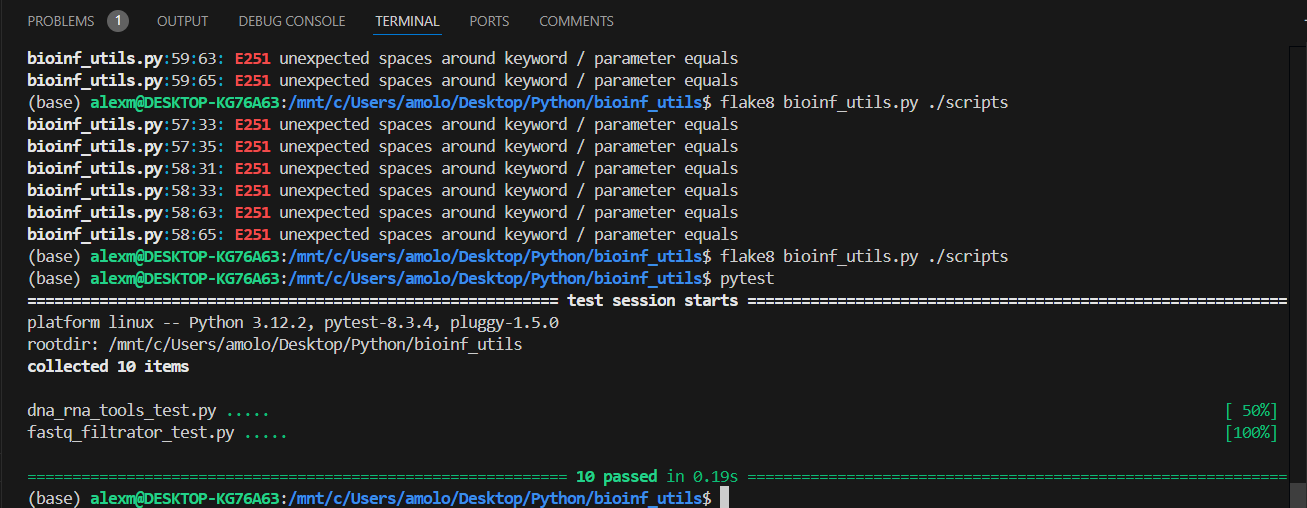 PROBLEMS 1 OUTPUT DEBUG CONSOLE TERMINAL PORTS COMMENTS
bioinf_utils.py:59:63: E251 unexpected spaces around keyword / parameter equals
bioinf_utils.py:59:65: E251 unexpected spaces around keyword / parameter equals
(base) alexm@DESKTOP-KG76A63:/mnt/c/Users/amolo/Desktop/Python/bioinf_utils$ flake8 bioinf_utils.py ./scripts
bioinf_utils.py:57:33: E251 unexpected spaces around keyword / parameter equals
bioinf_utils.py:57:35: E251 unexpected spaces around keyword / parameter equals
bioinf_utils.py:58:31: E251 unexpected spaces around keyword / parameter equals
bioinf_utils.py:58:33: E251 unexpected spaces around keyword / parameter equals
bioinf_utils.py:58:63: E251 unexpected spaces around keyword / parameter equals
bioinf_utils.py:58:65: E251 unexpected spaces around keyword / parameter equals
(base) alexm@DESKTOP-KG76A63:/mnt/c/Users/amolo/Desktop/Python/bioinf_utils$ flake8 bioinf_utils.py ./scripts
(base) alexm@DESKTOP-KG76A63:/mnt/c/Users/amolo/Desktop/Python/bioinf_utils$ pytest
=========================================================== test session starts ============================================================
platform linux -- Python 3.12.2, pytest-8.3.4, pluggy-1.5.0
rootdir: /mnt/c/Users/amolo/Desktop/Python/bioinf_utils
collected 10 items
dna_rna_tools_test.py ..... [ 50%]
fastq_filtrator_test.py ..... [100%]
============================================================ 10 passed in 0.19s ============================================================
(base) alexm@DESKTOP-KG76A63:/mnt/c/Users/amolo/Desktop/Python/bioinf_utils$